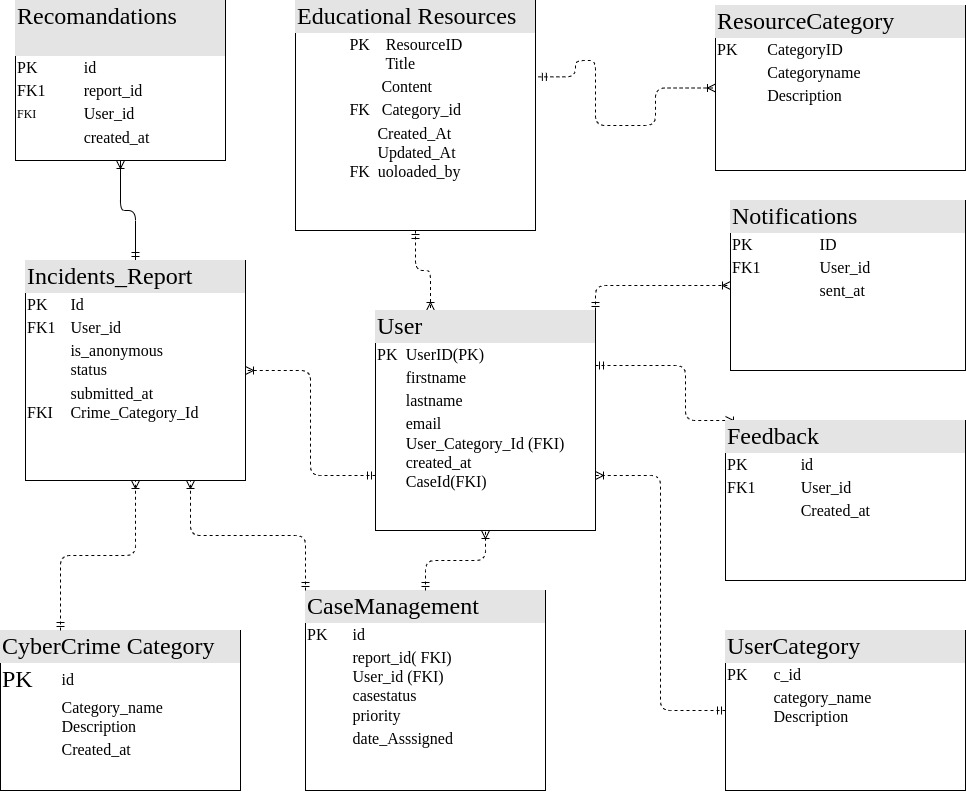 Recomandations
PK id
FK1 report_id
FKI User_id
created_at
Educational Resources
PK ResourceID
Title
Content
FK Category_id
Created_At
Updated_At
FK uoloaded_by
ResourceCategory
PK CategoryID
Categoryname
Description
Notifications
PK ID
FK1 User_id
sent_at
Incidents_Report
PK Id
FK1 User_id
is_anonymous
status
submitted_at
FKI Crime_Category_Id
User
PK UserID(PK)
firstname
lastname
email
User_Category_Id (FKI)
created_at
CaseId(FKI)
Feedback
PK id
FK1 User_id
Created_at
CyberCrime Category
PK id
Category_name
Description
Created_at
CaseManagement
PK id
report_id( FKI)
User_id (FKI)
casestatus
priority
date_Asssigned
UserCategory
PK c_id
category_name
Description